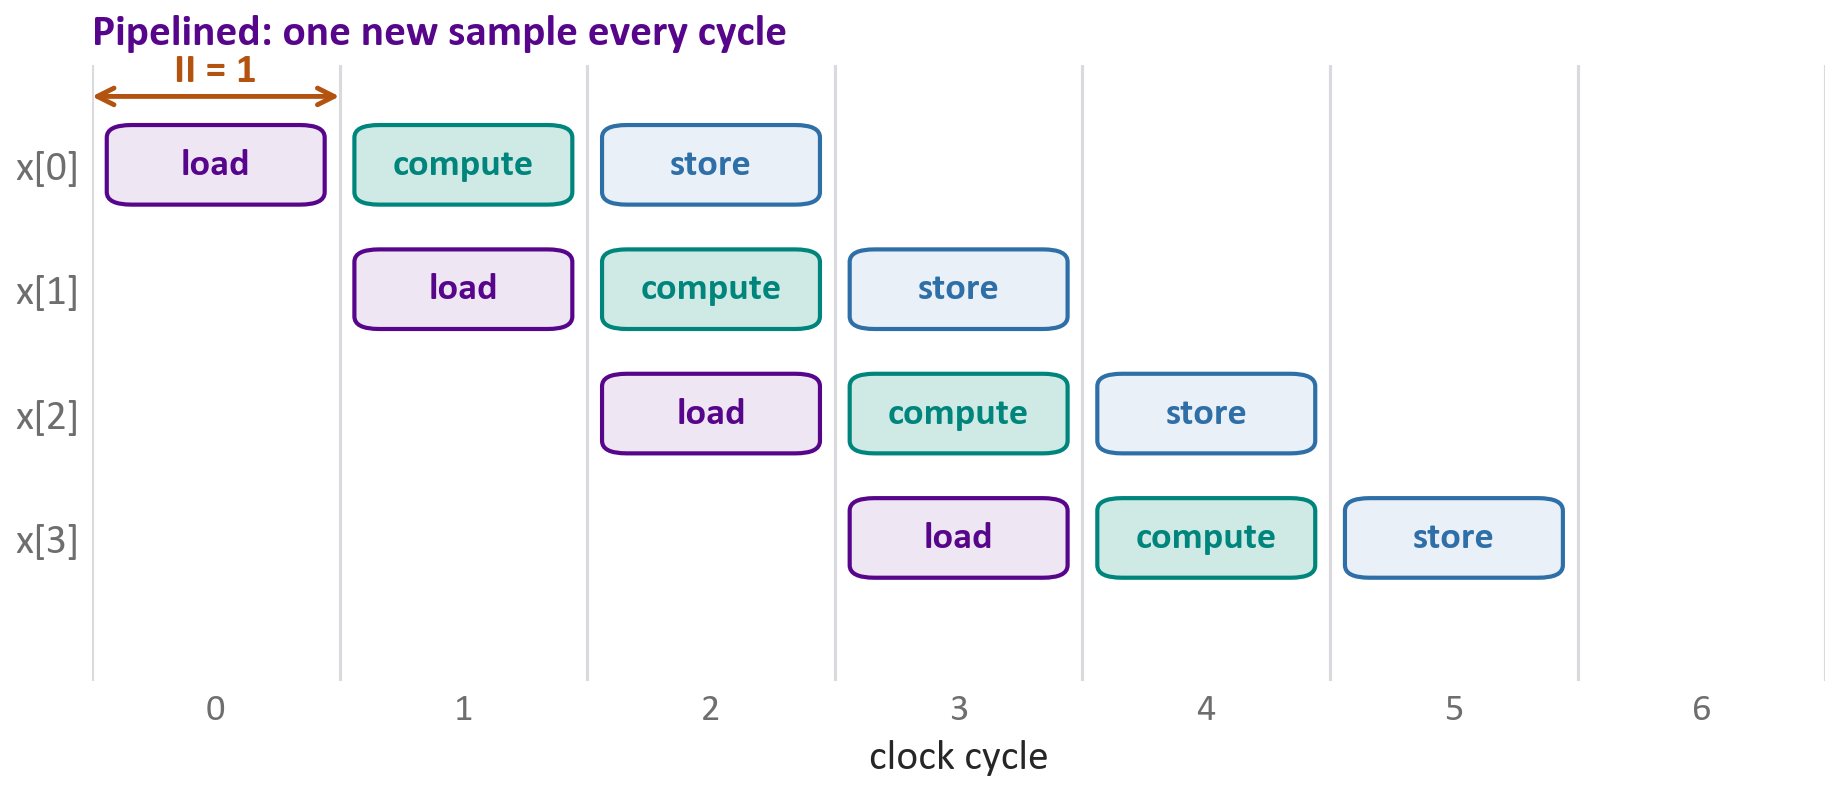 Pipelined: one new sample every cycle
II = 1
x[0] load compute store
x[1] load compute store
x[2] load compute store
x[3] load compute store
0 1 2 3 4 5 6
clock cycle